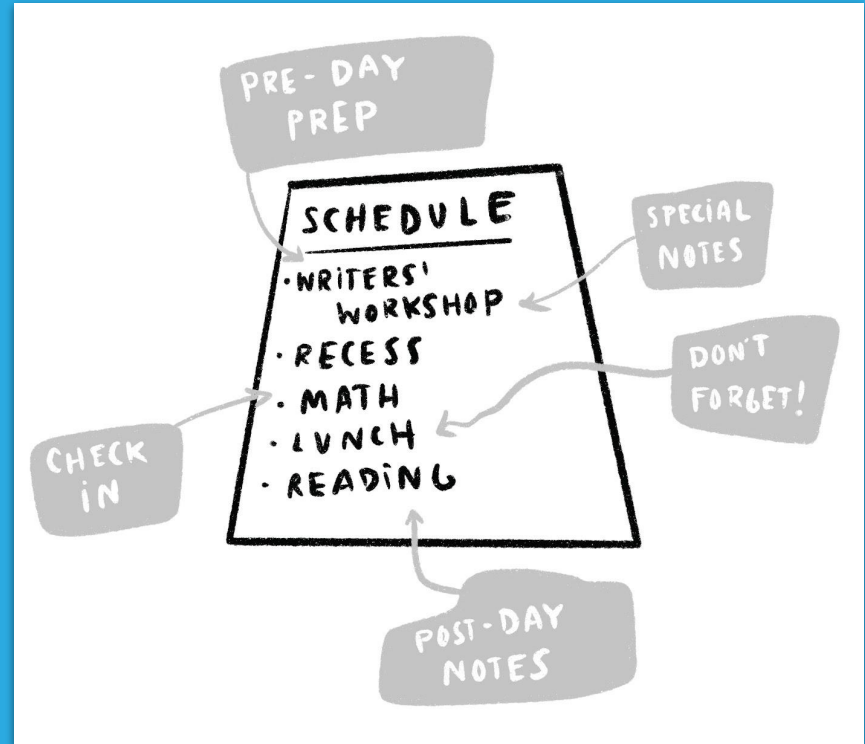 PRE-DAY
PREP
SCHEDULE
SPECiAL
NOTES
· WRiTERS'
WORKSHOP
· RECESS
DON'T
FORGET!
· MATH
· LUNCH
CHECK
iN
· READiNG
POST-DAY
NOTES